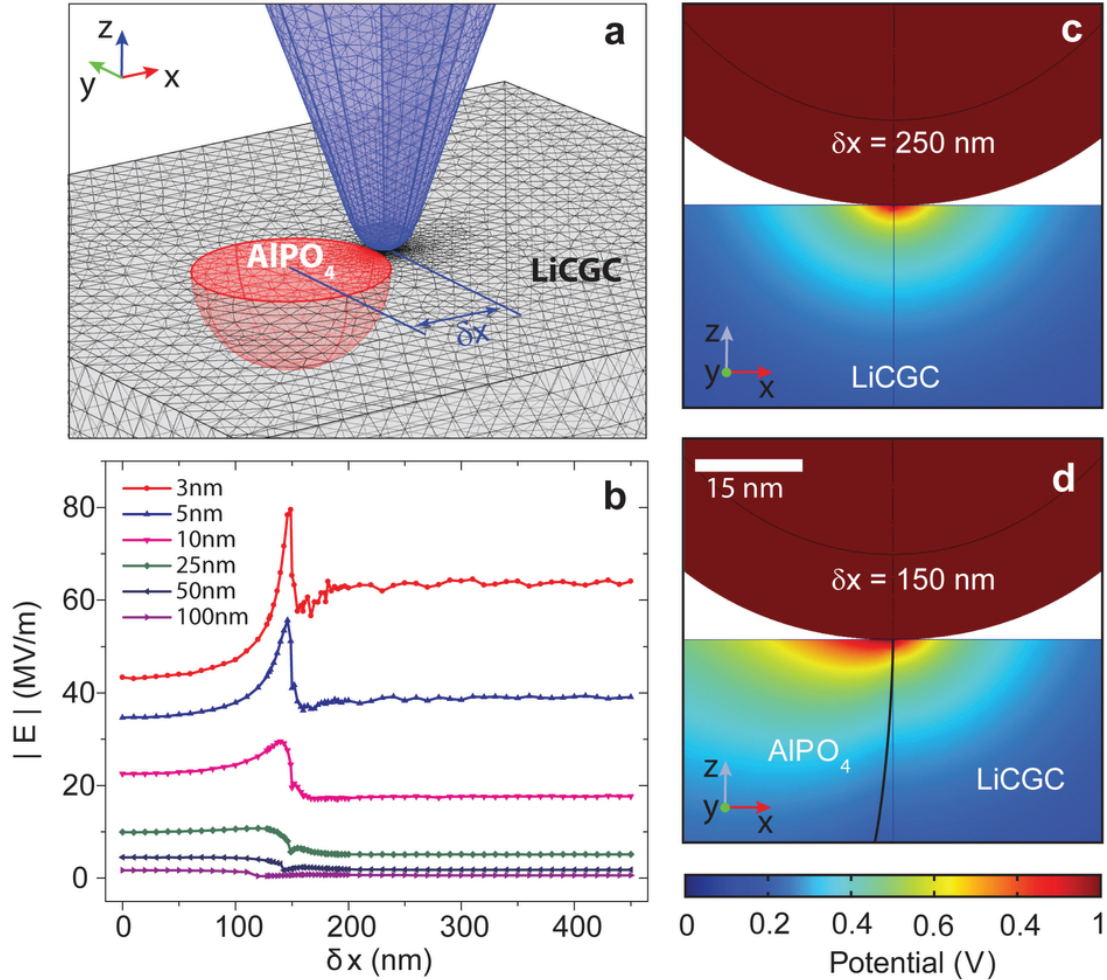 a
z
y
x
AlPO₄
LiCGC
δx
b
3nm
5nm
10nm
25nm
50nm
100nm
80
60
40
20
0
| E | (MV/m)
0 100 200 300 400
δ x (nm)
c
δx = 250 nm
z
y
x
LiCGC
15 nm
d
δx = 150 nm
AlPO₄
LiCGC
z
y
x
0 0.2 0.4 0.6 0.4 1
Potential (V)